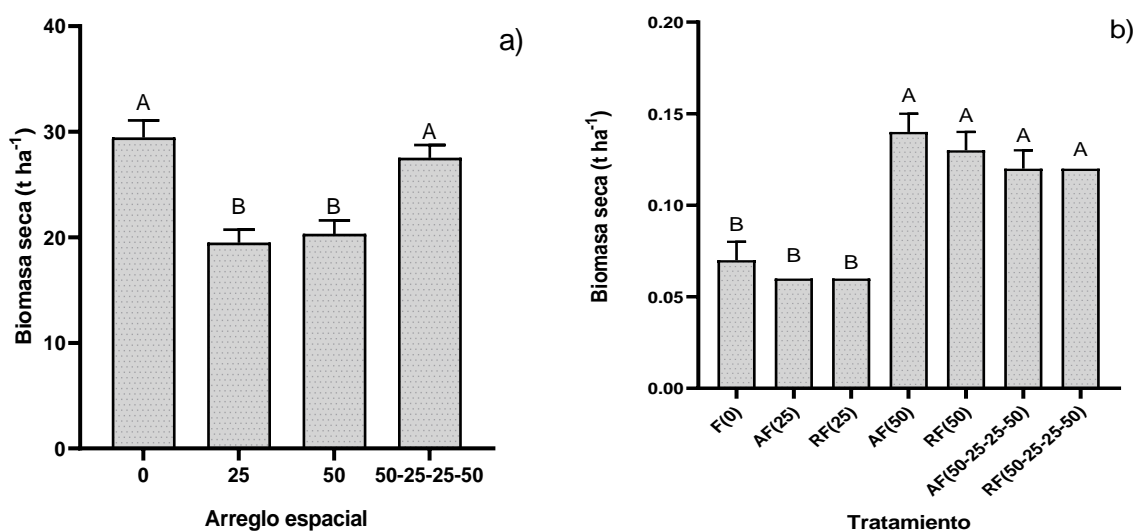 a)
Biomasa seca (t ha⁻¹)
40
30
20
10
0
A
B
B
A
0 25 50 50-25-25-50
Arreglo espacial
b)
Biomasa seca (t ha⁻¹)
0.20
0.15
0.10
0.05
0.00
B
B
B
A
A
A
A
F(0)
AF(25)
RF(25)
AF(50)
RF(50)
AF(50-25-25-50)
RF(50-25-25-50)
Tratamiento